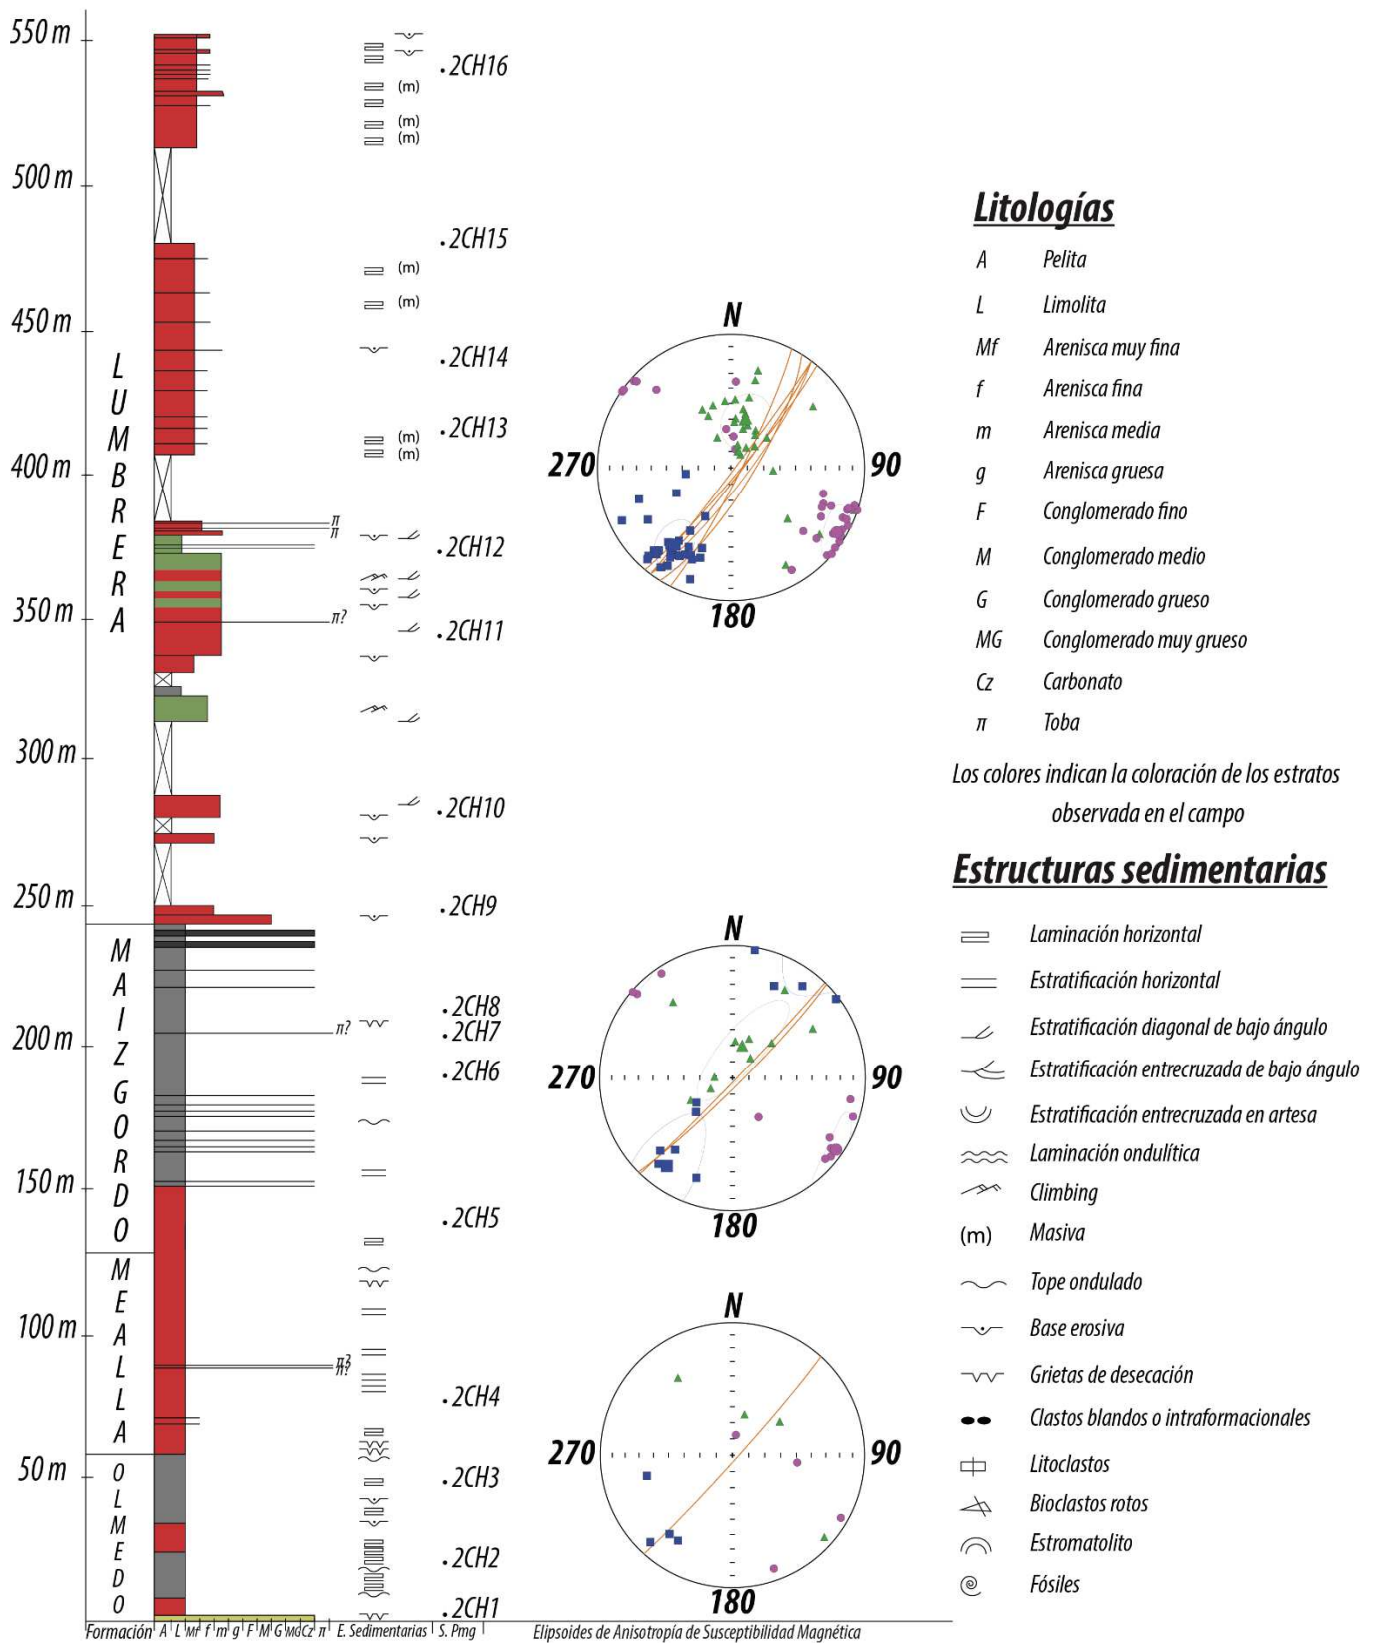 550 m
500 m
450 m
400 m
350 m
300 m
250 m
200 m
150 m
100 m
50 m
LUMBRERA
MAIZ GORDO
MEALLA
OLMEDO
(m)
(m)
(m)
(m)
(m)
(m)
(m)
π
π
π?
π?
π?
π?
.2CH16
.2CH15
.2CH14
.2CH13
.2CH12
.2CH11
.2CH10
.2CH9
.2CH8
.2CH7
.2CH6
.2CH5
.2CH4
.2CH3
.2CH2
.2CH1
N
270
90
180
N
270
90
180
N
270
90
180
Formación A L Mf f m g F M G MG Cz π E. Sedimentarias S. Pmg Elipsoides de Anisotropía de Susceptibilidad Magnética
Litologías
A Pelita
L Limolita
Mf Arenisca muy fina
f Arenisca fina
m Arenisca media
g Arenisca gruesa
F Conglomerado fino
M Conglomerado medio
G Conglomerado grueso
MG Conglomerado muy grueso
Cz Carbonato
π Toba
Los colores indican la coloración de los estratos
observada en el campo
Estructuras sedimentarias
Laminación horizontal
Estratificación horizontal
Estratificación diagonal de bajo ángulo
Estratificación entrecruzada de bajo ángulo
Estratificación entrecruzada en artesa
Laminación ondulítica
Climbing
(m) Masiva
Tope ondulado
Base erosiva
Grietas de desecación
Clastos blandos o intraformacionales
Litoclastos
Bioclastos rotos
Estromatolito
Fósiles